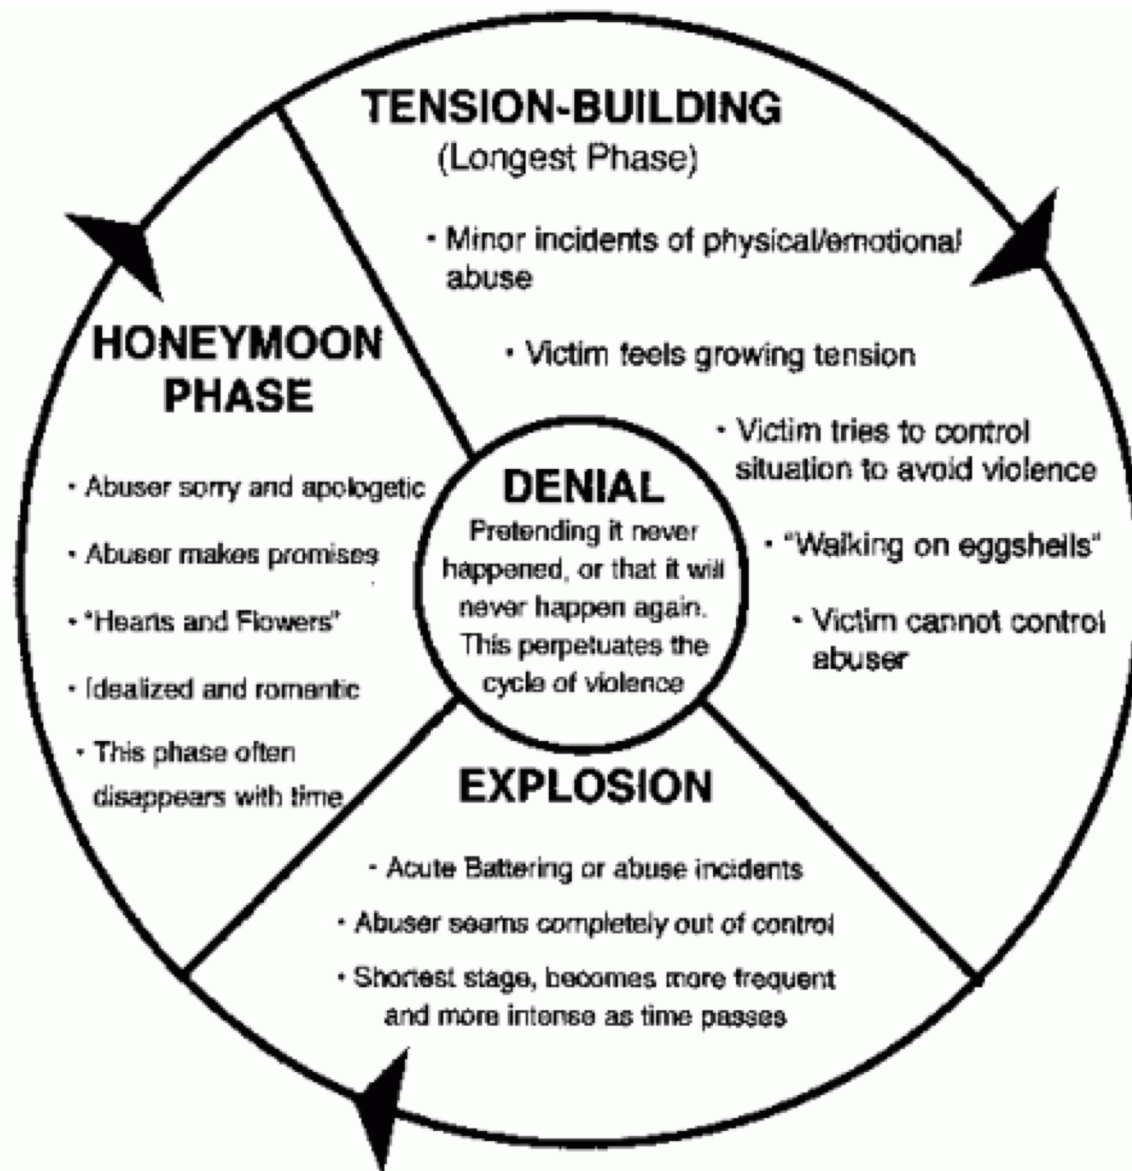 TENSION-BUILDING
(Longest Phase)
· Minor incidents of physical/emotional
abuse
· Victim feels growing tension
· Victim tries to control
situation to avoid violence
· "Walking on eggshells"
· Victim cannot control
abuser
HONEYMOON
PHASE
· Abuser sorry and apologetic
· Abuser makes promises
· "Hearts and Flowers"
· Idealized and romantic
· This phase often
disappears with time
DENIAL
Pretending it never
happened, or that it will
never happen again.
This perpetuates the
cycle of violence
EXPLOSION
· Acute Battering or abuse incidents
· Abuser seems completely out of control
· Shortest stage, becomes more frequent
and more intense as time passes